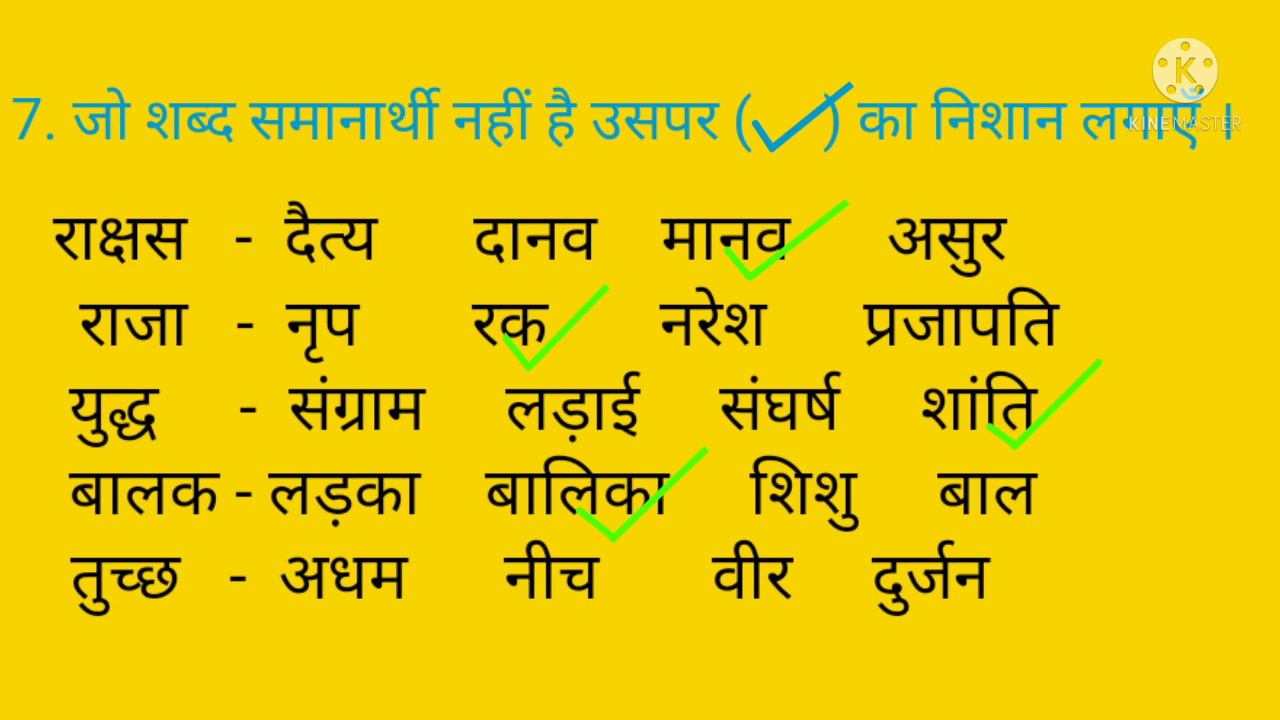 7. जो शब्द समानार्थी नहीं है उसपर (✓) का निशान लगाएँ।
K
KINEMASTER
राक्षस - दैत्य दानव मानव ✓ असुर
राजा - नृप रक ✓ नरेश प्रजापति
युद्ध - संग्राम लड़ाई संघर्ष शांति ✓
बालक - लड़का बालिका ✓ शिशु बाल
तुच्छ - अधम नीच वीर दुर्जन